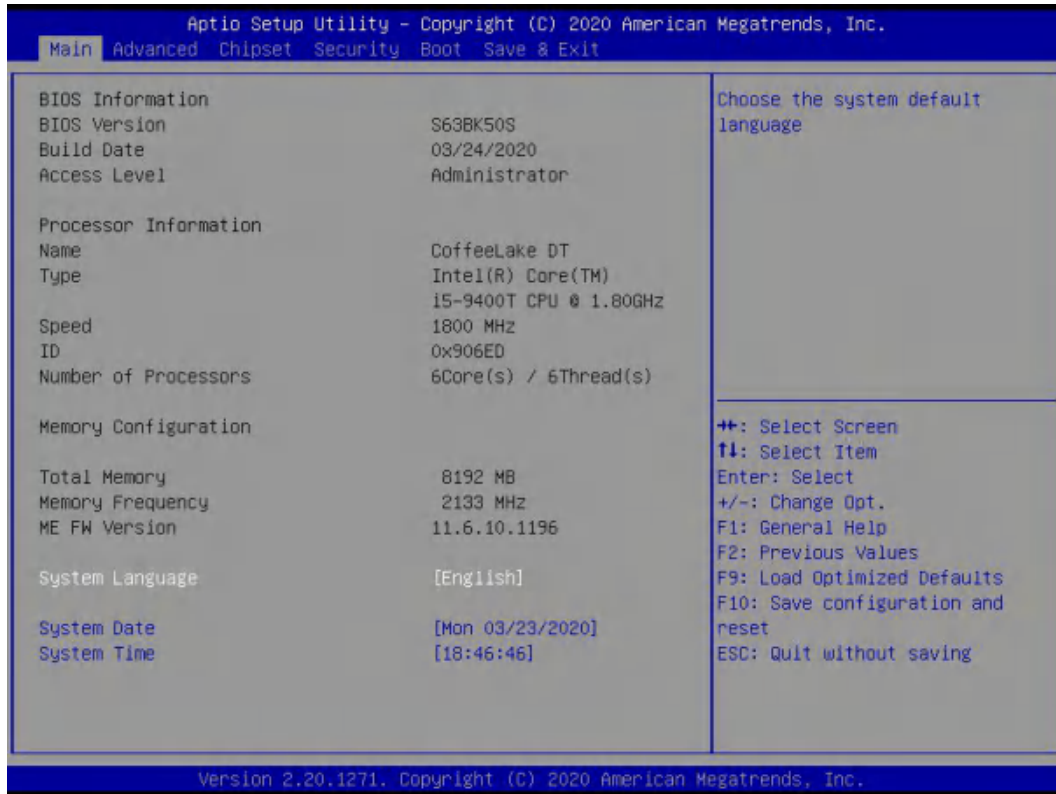 Aptio Setup Utility – Copyright (C) 2020 American Megatrends, Inc.
Main Advanced Chipset Security Boot Save & Exit
BIOS Information
BIOS Version S63BK50S
Build Date 03/24/2020
Access Level Administrator
Processor Information
Name CoffeeLake DT
Type Intel(R) Core(TM)
i5-9400T CPU @ 1.80GHz
Speed 1800 MHz
ID 0x906ED
Number of Processors 6Core(s) / 6Thread(s)
Memory Configuration
Total Memory 8192 MB
Memory Frequency 2133 MHz
ME FW Version 11.6.10.1196
System Language [English]
System Date [Mon 03/23/2020]
System Time [18:46:46]
Choose the system default
language
→←: Select Screen
↑↓: Select Item
Enter: Select
+/-: Change Opt.
F1: General Help
F2: Previous Values
F9: Load Optimized Defaults
F10: Save configuration and
reset
ESC: Quit without saving
Version 2.20.1271. Copyright (C) 2020 American Megatrends, Inc.